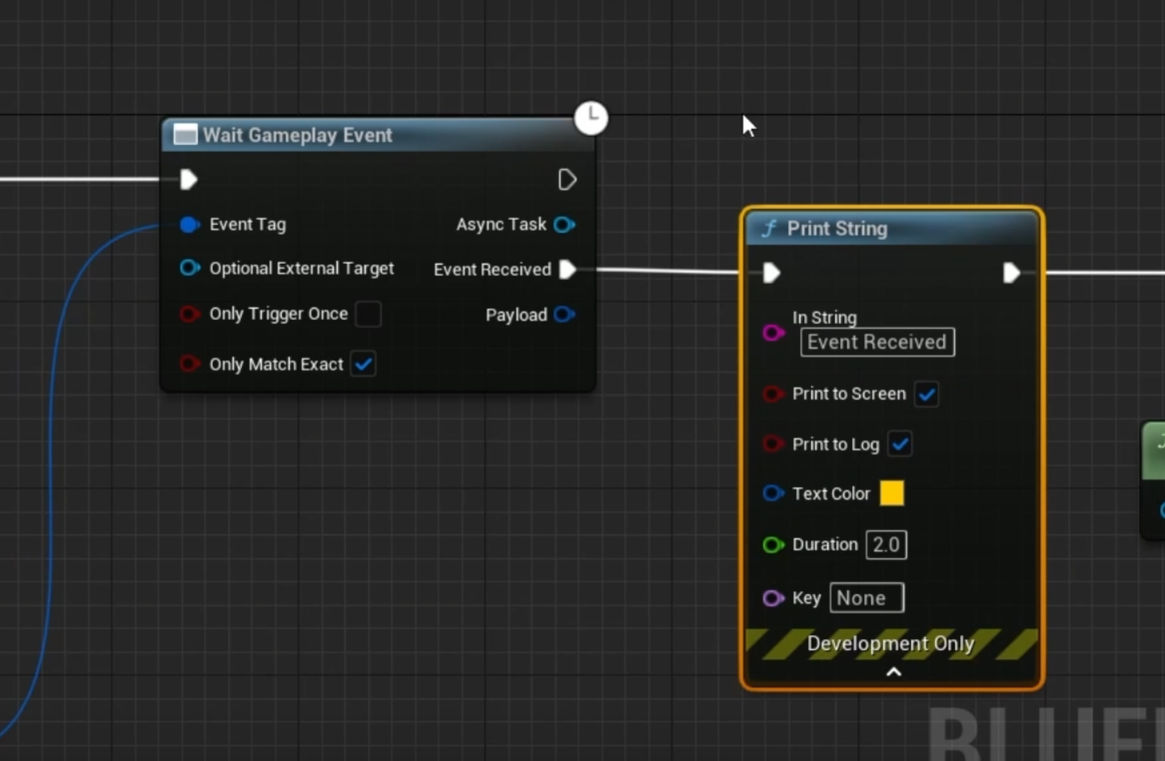 Wait Gameplay Event
Event Tag
Async Task
Optional External Target
Event Received
Only Trigger Once
Payload
Only Match Exact
Print String
In String
Event Received
Print to Screen
Print to Log
Text Color
Duration 2.0
Key None
Development Only